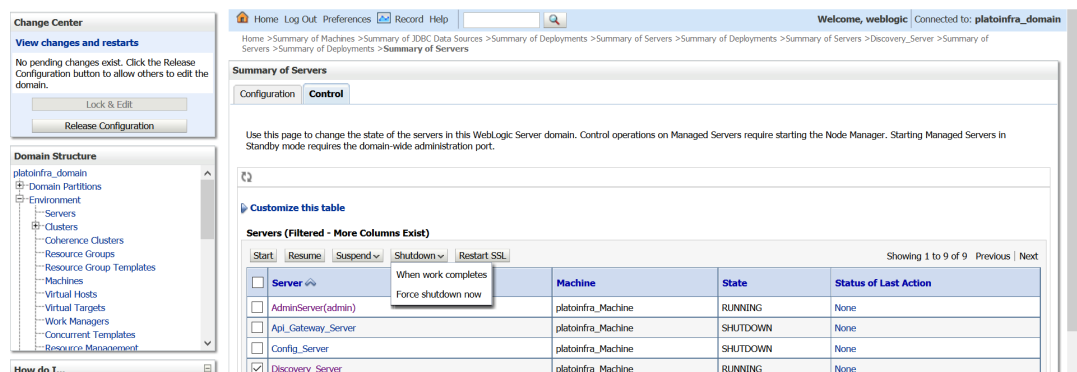 Change Center
View changes and restarts
No pending changes exist. Click the Release
Configuration button to allow others to edit the
domain.
Lock & Edit
Release Configuration
Domain Structure
platoinfra_domain
Domain Partitions
Environment
Servers
Clusters
Coherence Clusters
Resource Groups
Resource Group Templates
Machines
Virtual Hosts
Virtual Targets
Work Managers
Concurrent Templates
Resource Management
How do I...
Home Log Out Preferences Record Help
Welcome, weblogic Connected to: platoinfra_domain
Home >Summary of Machines >Summary of JDBC Data Sources >Summary of Deployments >Summary of Servers >Summary of Deployments >Summary of Servers >Discovery_Server >Summary of
Servers >Summary of Deployments >Summary of Servers
Summary of Servers
Configuration Control
Use this page to change the state of the servers in this WebLogic Server domain. Control operations on Managed Servers require starting the Node Manager. Starting Managed Servers in
Standby mode requires the domain-wide administration port.
Customize this table
Servers (Filtered - More Columns Exist)
Start Resume Suspend Shutdown Restart SSL
Showing 1 to 9 of 9 Previous | Next
When work completes
Force shutdown now
Server Machine State Status of Last Action
AdminServer(admin) platoinfra_Machine RUNNING None
Api_Gateway_Server platoinfra_Machine SHUTDOWN None
Config_Server platoinfra_Machine SHUTDOWN None
Discovery_Server platoinfra_Machine RUNNING None